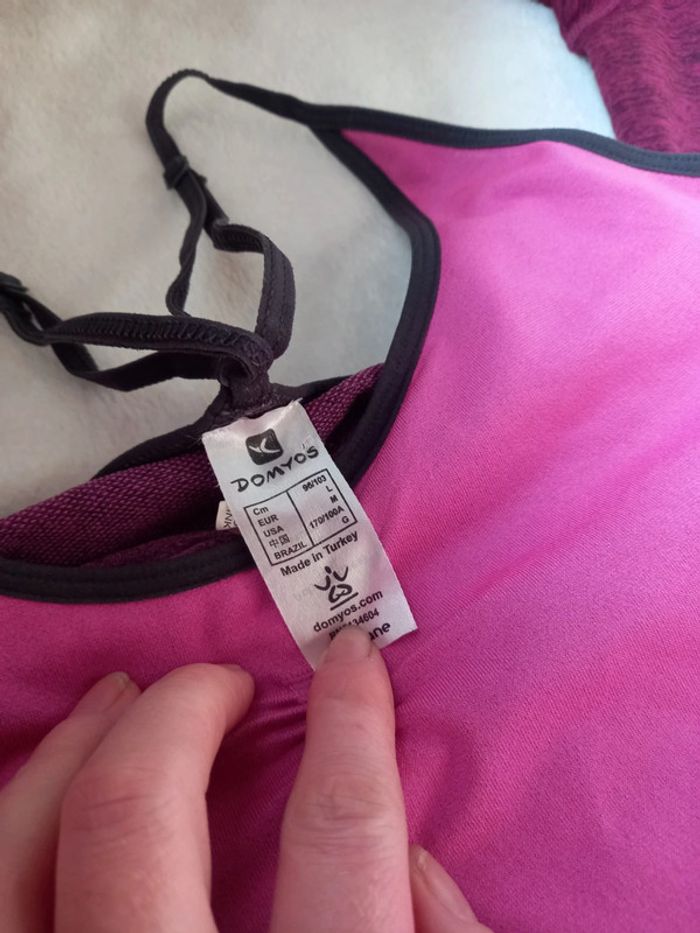 DOMYOS
Cm 96/103
EUR L
USA M
中国 170/100A
BRAZIL G
Made in Turkey
domyos.com